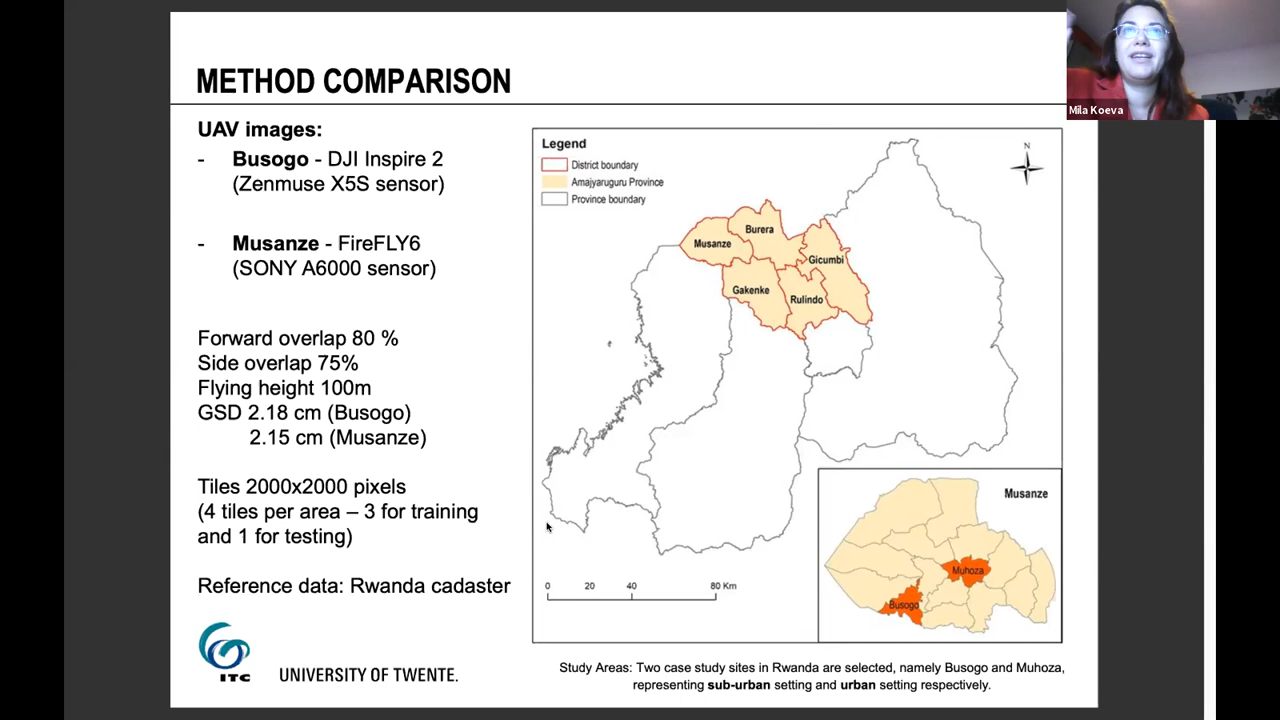 METHOD COMPARISON
Mila Koeva
UAV images:
- Busogo - DJI Inspire 2
(Zenmuse X5S sensor)
- Musanze - FireFLY6
(SONY A6000 sensor)
Forward overlap 80 %
Side overlap 75%
Flying height 100m
GSD 2.18 cm (Busogo)
2.15 cm (Musanze)
Tiles 2000x2000 pixels
(4 tiles per area – 3 for training
and 1 for testing)
Reference data: Rwanda cadaster
ITC
UNIVERSITY OF TWENTE.
Legend
District boundary
Amajyaruguru Province
Province boundary
N
Burera
Musanze
Gicumbi
Gakenke
Rulindo
0 20 40 80 Km
Musanze
Muhoza
Busogo
Study Areas: Two case study sites in Rwanda are selected, namely Busogo and Muhoza,
representing sub-urban setting and urban setting respectively.